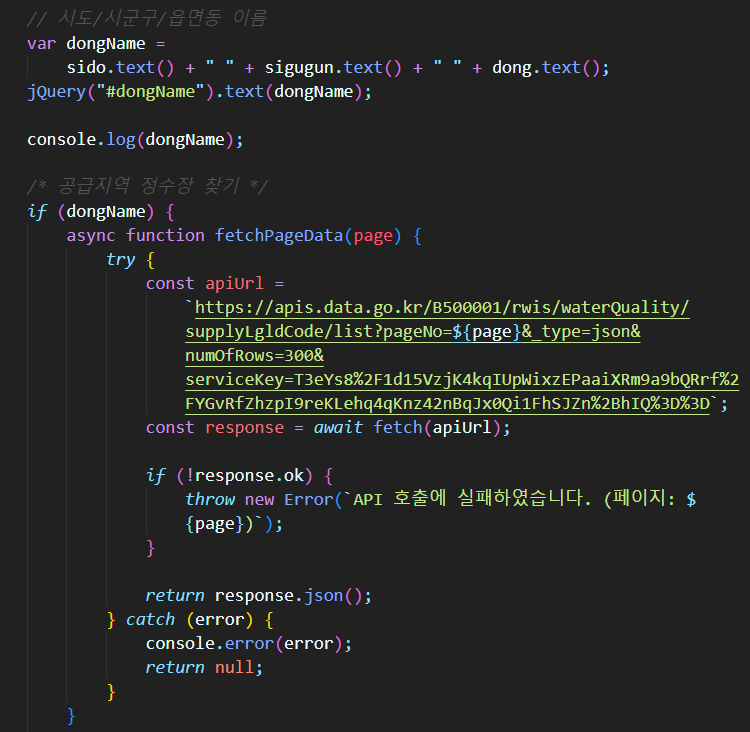 // 시도/시군구/읍면동 이름
var dongName =
sido.text() + " " + sigugun.text() + " " + dong.text();
jQuery("#dongName").text(dongName);
console.log(dongName);
/* 공급지역 정수장 찾기 */
if (dongName) {
async function fetchPageData(page) {
try {
const apiUrl =
`https://apis.data.go.kr/B500001/rwis/waterQuality/
supplyLgldCode/list?pageNo=${page}&_type=json&
numOfRows=300&
serviceKey=T3eYs8%2F1d15VzjK4kqIUpWixzEPaaiXRm9a9bQRrf%2
FYGvRfZhzpI9reKLehq4qKnz42nBqJx0Qi1FhSJZn%2BhIQ%3D%3D`;
const response = await fetch(apiUrl);
if (!response.ok) {
throw new Error(`API 호출에 실패하였습니다. (페이지: $
{page})`);
}
return response.json();
} catch (error) {
console.error(error);
return null;
}
}